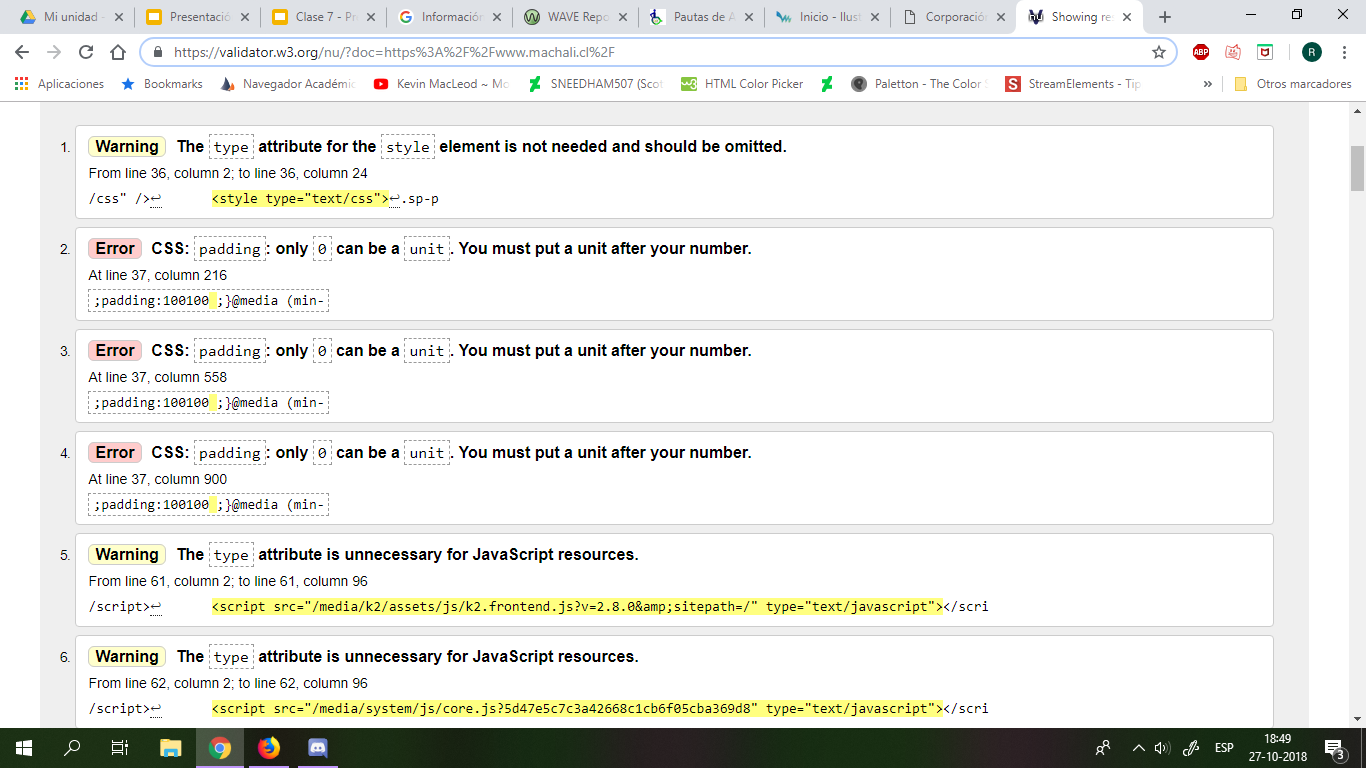 Mi unidad -
Presentació
Clase 7 - Pr
Información
WAVE Repo
Pautas de A
Inicio - Ilust
Corporació
Showing re
https://validator.w3.org/nu/?doc=https%3A%2F%2Fwww.machali.cl%2F
ABP
R
Aplicaciones
Bookmarks
Navegador Académic
Kevin MacLeod ~ Mo
SNEEDHAM507 (Scot
HTML Color Picker
Paletton - The Color S
StreamElements - Tip
»
Otros marcadores
1. Warning The type attribute for the style element is not needed and should be omitted.
From line 36, column 2; to line 36, column 24
/css" />↩ <style type="text/css">↩.sp-p
2. Error CSS: padding: only 0 can be a unit. You must put a unit after your number.
At line 37, column 216
;padding:100100 ;}@media (min-
3. Error CSS: padding: only 0 can be a unit. You must put a unit after your number.
At line 37, column 558
;padding:100100 ;}@media (min-
4. Error CSS: padding: only 0 can be a unit. You must put a unit after your number.
At line 37, column 900
;padding:100100 ;}@media (min-
5. Warning The type attribute is unnecessary for JavaScript resources.
From line 61, column 2; to line 61, column 96
/script>↩ <script src="/media/k2/assets/js/k2.frontend.js?v=2.8.0&amp;sitepath=/" type="text/javascript"></scri
6. Warning The type attribute is unnecessary for JavaScript resources.
From line 62, column 2; to line 62, column 96
/script>↩ <script src="/media/system/js/core.js?5d47e5c7c3a42668c1cb6f05cba369d8" type="text/javascript"></scri
ESP
18:49
27-10-2018
3